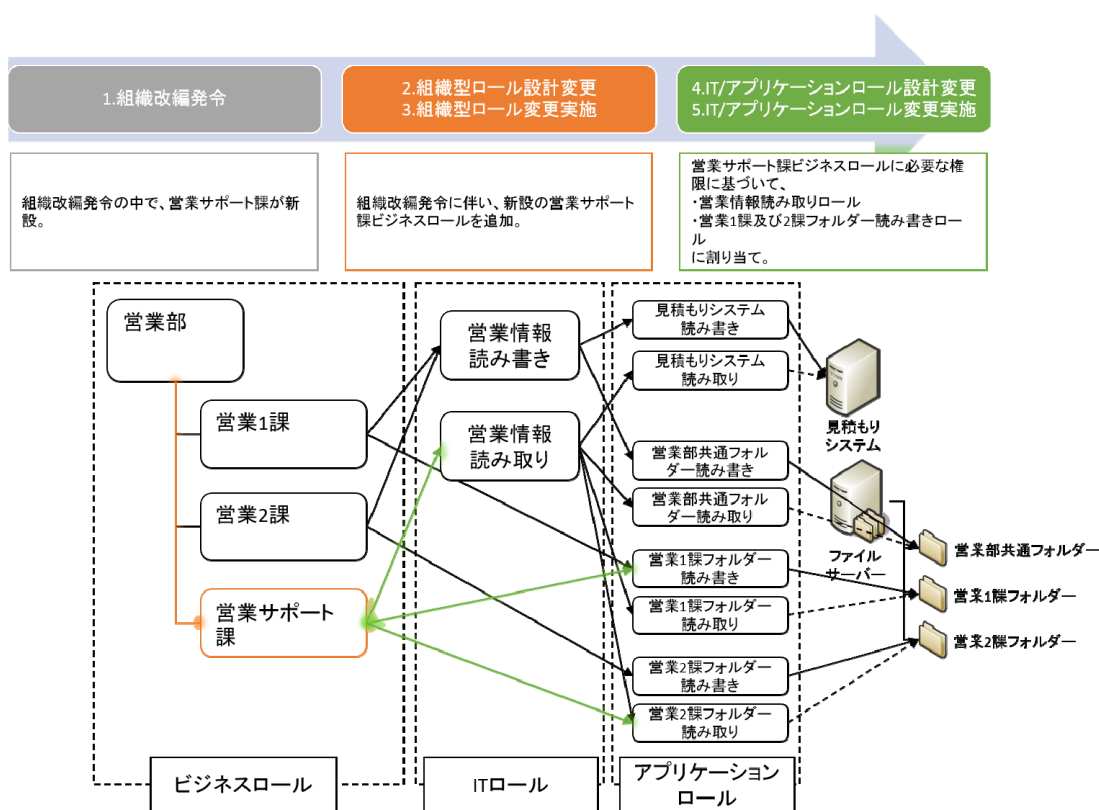 1.組織改編発令
2.組織型ロール設計変更
3.組織型ロール変更実施
4.IT/アプリケーションロール設計変更
5.IT/アプリケーションロール変更実施
組織改編発令の中で、営業サポート課が新
設。
組織改編発令に伴い、新設の営業サポート
課ビジネスロールを追加。
営業サポート課ビジネスロールに必要な権
限に基づいて、
・営業情報読み取りロール
・営業1課及び2課フォルダー読み書きロー
ル
に割り当て。
営業部
営業1課
営業2課
営業サポート
課
ビジネスロール
営業情報
読み書き
営業情報
読み取り
ITロール
見積もりシステム
読み書き
見積もりシステム
読み取り
営業部共通フォル
ダー読み書き
営業部共通フォル
ダー読み取り
営業1課フォルダー
読み書き
営業1課フォルダー
読み取り
営業2課フォルダー
読み書き
営業2課フォルダー
読み取り
アプリケーション
ロール
見積もり
システム
ファイル
サーバー
営業部共通フォルダー
営業1課フォルダー
営業2課フォルダー